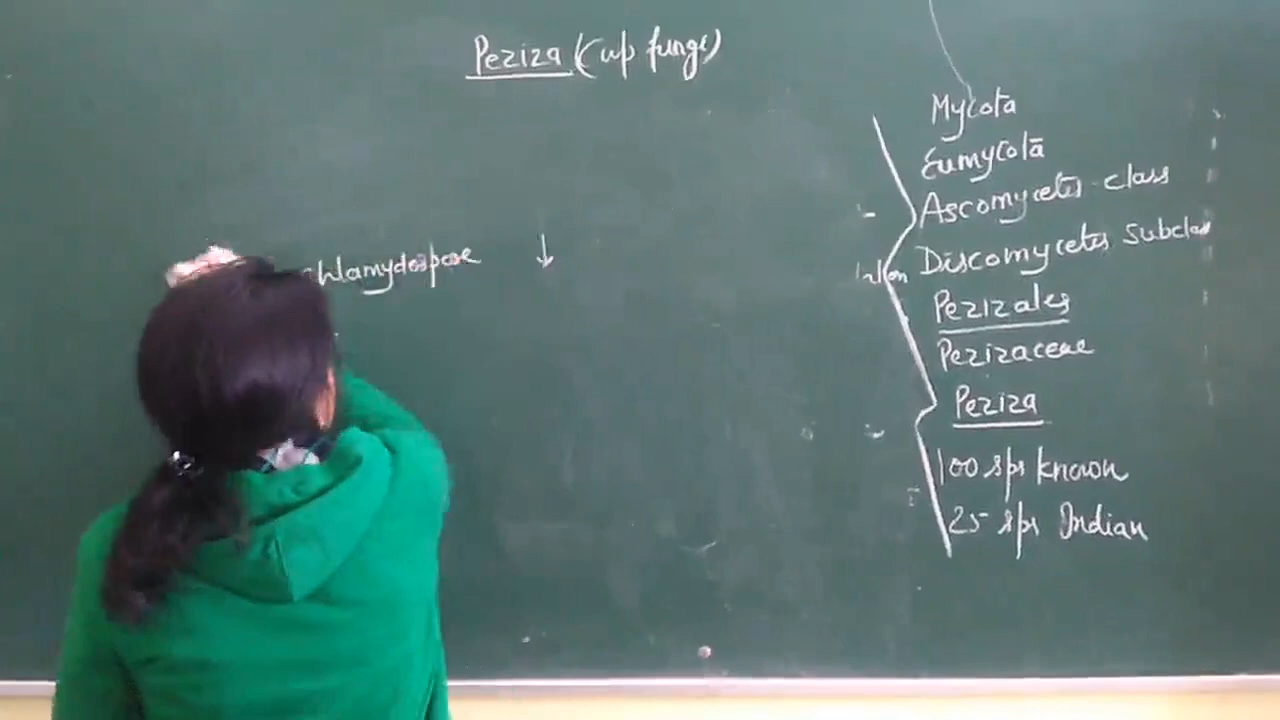 Peziza (cup fungi)
chlamydospore ↓
Mycota
Eumycota
Ascomycetes - class
Discomycetes Subclass
Pezizales
Pezizaceae
Peziza
100 sps known
25 sps Indian